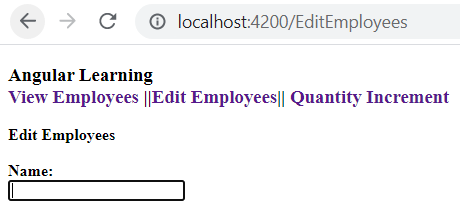 localhost:4200/EditEmployees
Angular Learning
View Employees ||Edit Employees|| Quantity Increment
Edit Employees
Name: